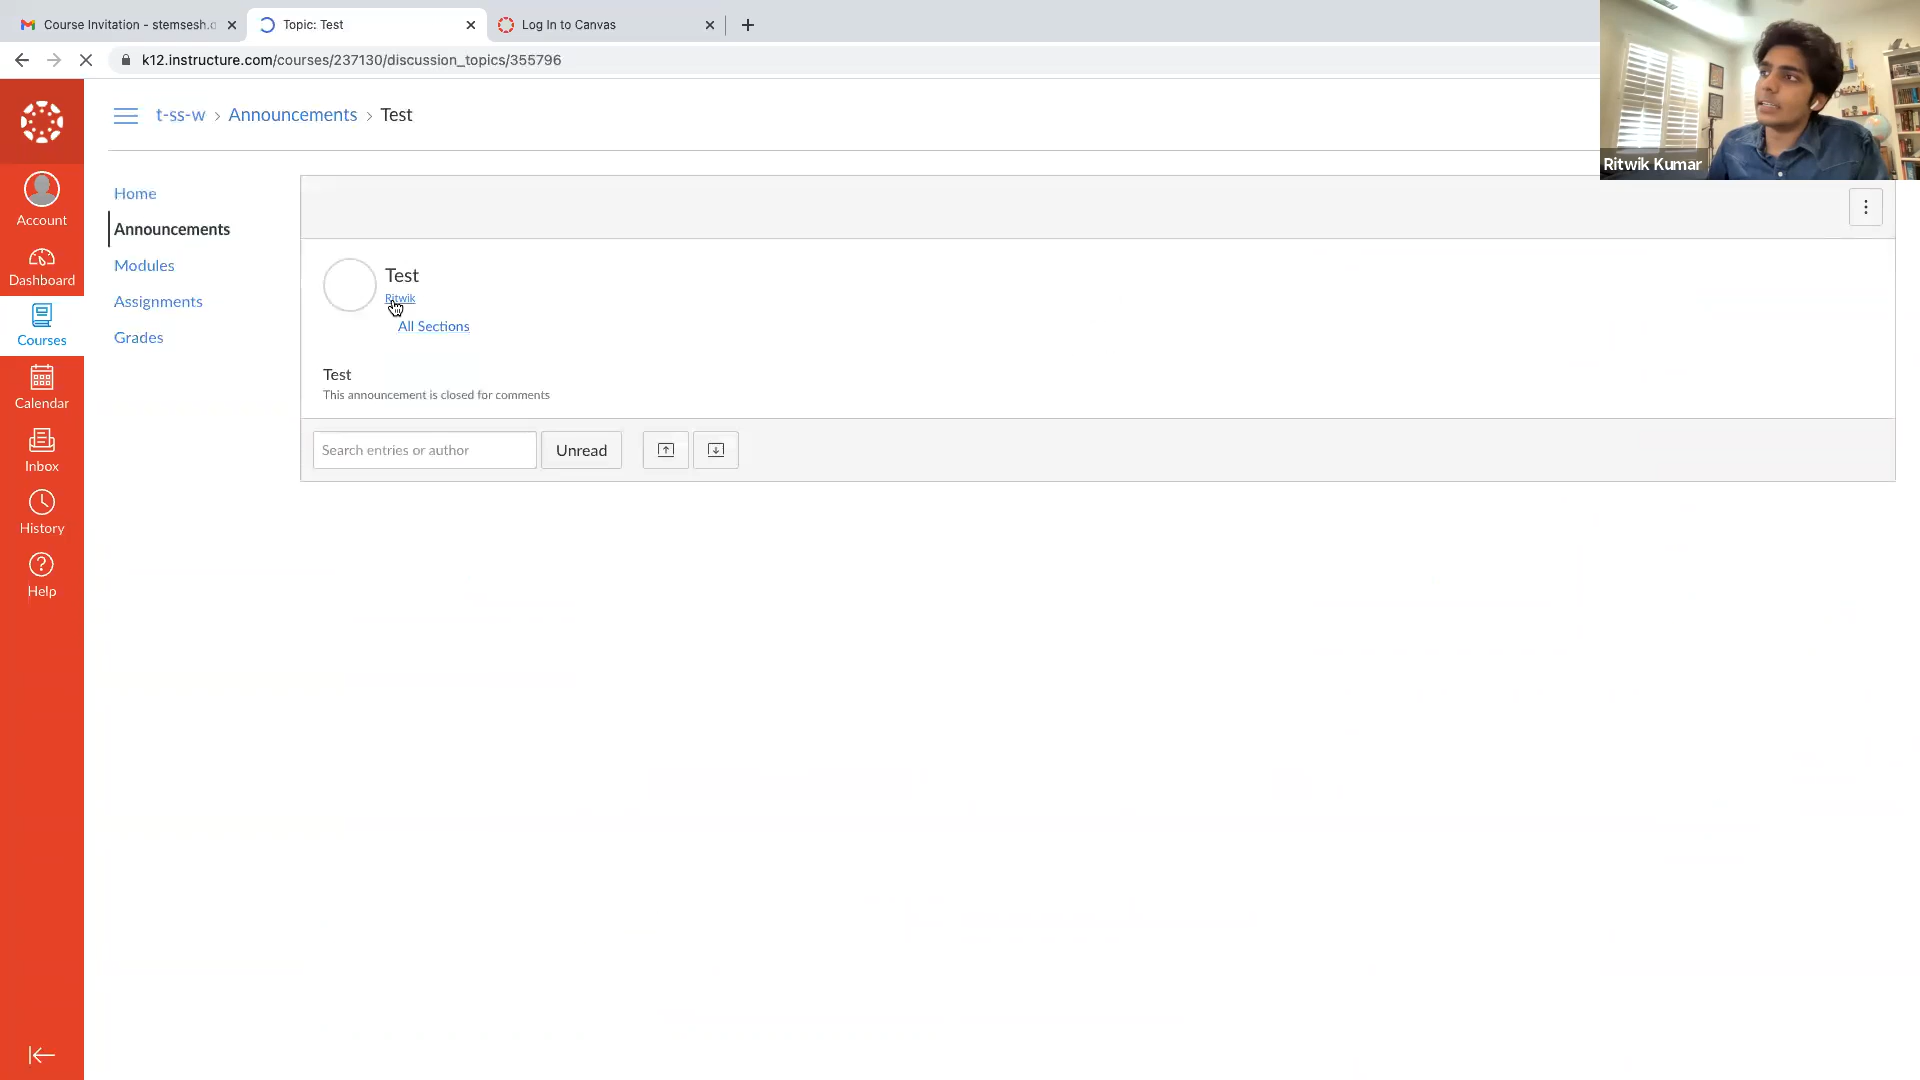 Course Invitation - stemsesh.o
Topic: Test
Log In to Canvas
k12.instructure.com/courses/237130/discussion_topics/355796
Ritwik Kumar
t-ss-w › Announcements › Test
Account
Dashboard
Courses
Calendar
Inbox
History
Help
Home
Announcements
Modules
Assignments
Grades
Test
Ritwik
All Sections
Test
This announcement is closed for comments
Search entries or author
Unread